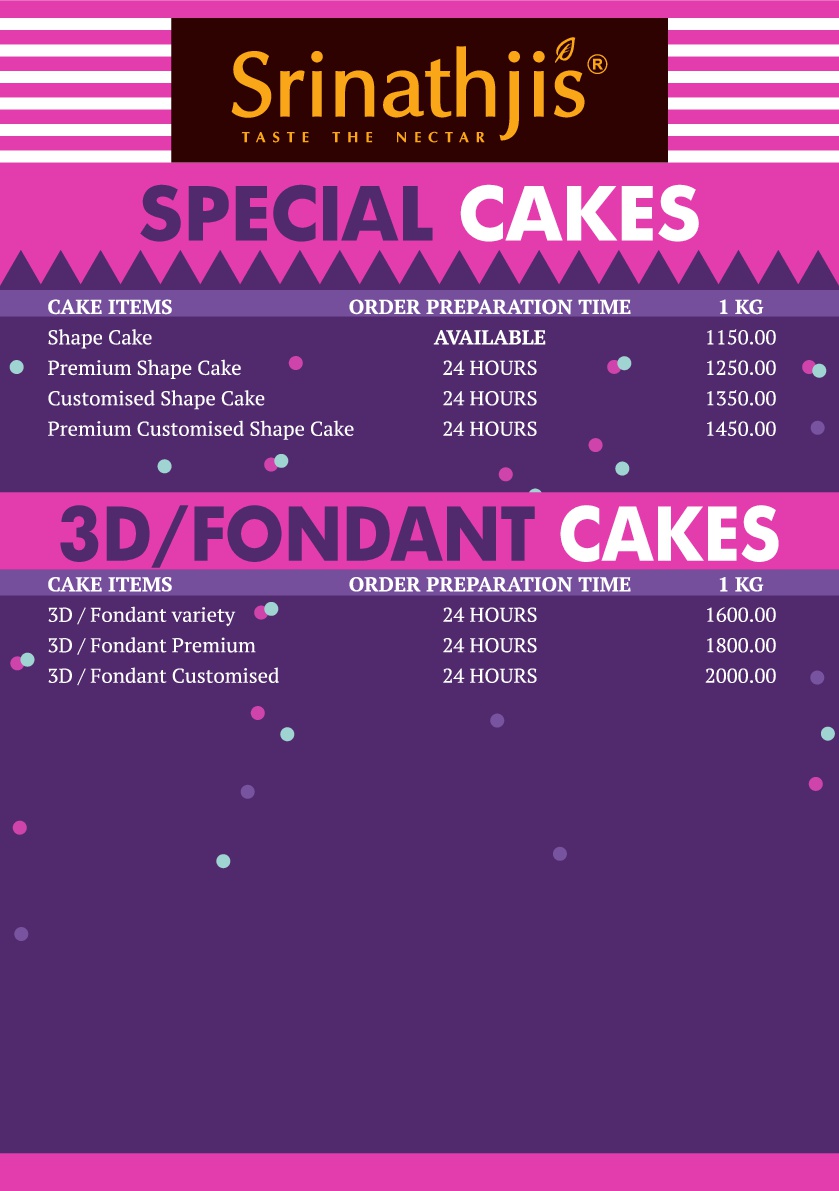 Srinathjis®
TASTE THE NECTAR
SPECIAL CAKES
CAKE ITEMS ORDER PREPARATION TIME 1 KG
Shape Cake AVAILABLE 1150.00
Premium Shape Cake 24 HOURS 1250.00
Customised Shape Cake 24 HOURS 1350.00
Premium Customised Shape Cake 24 HOURS 1450.00
3D/FONDANT CAKES
CAKE ITEMS ORDER PREPARATION TIME 1 KG
3D / Fondant variety 24 HOURS 1600.00
3D / Fondant Premium 24 HOURS 1800.00
3D / Fondant Customised 24 HOURS 2000.00